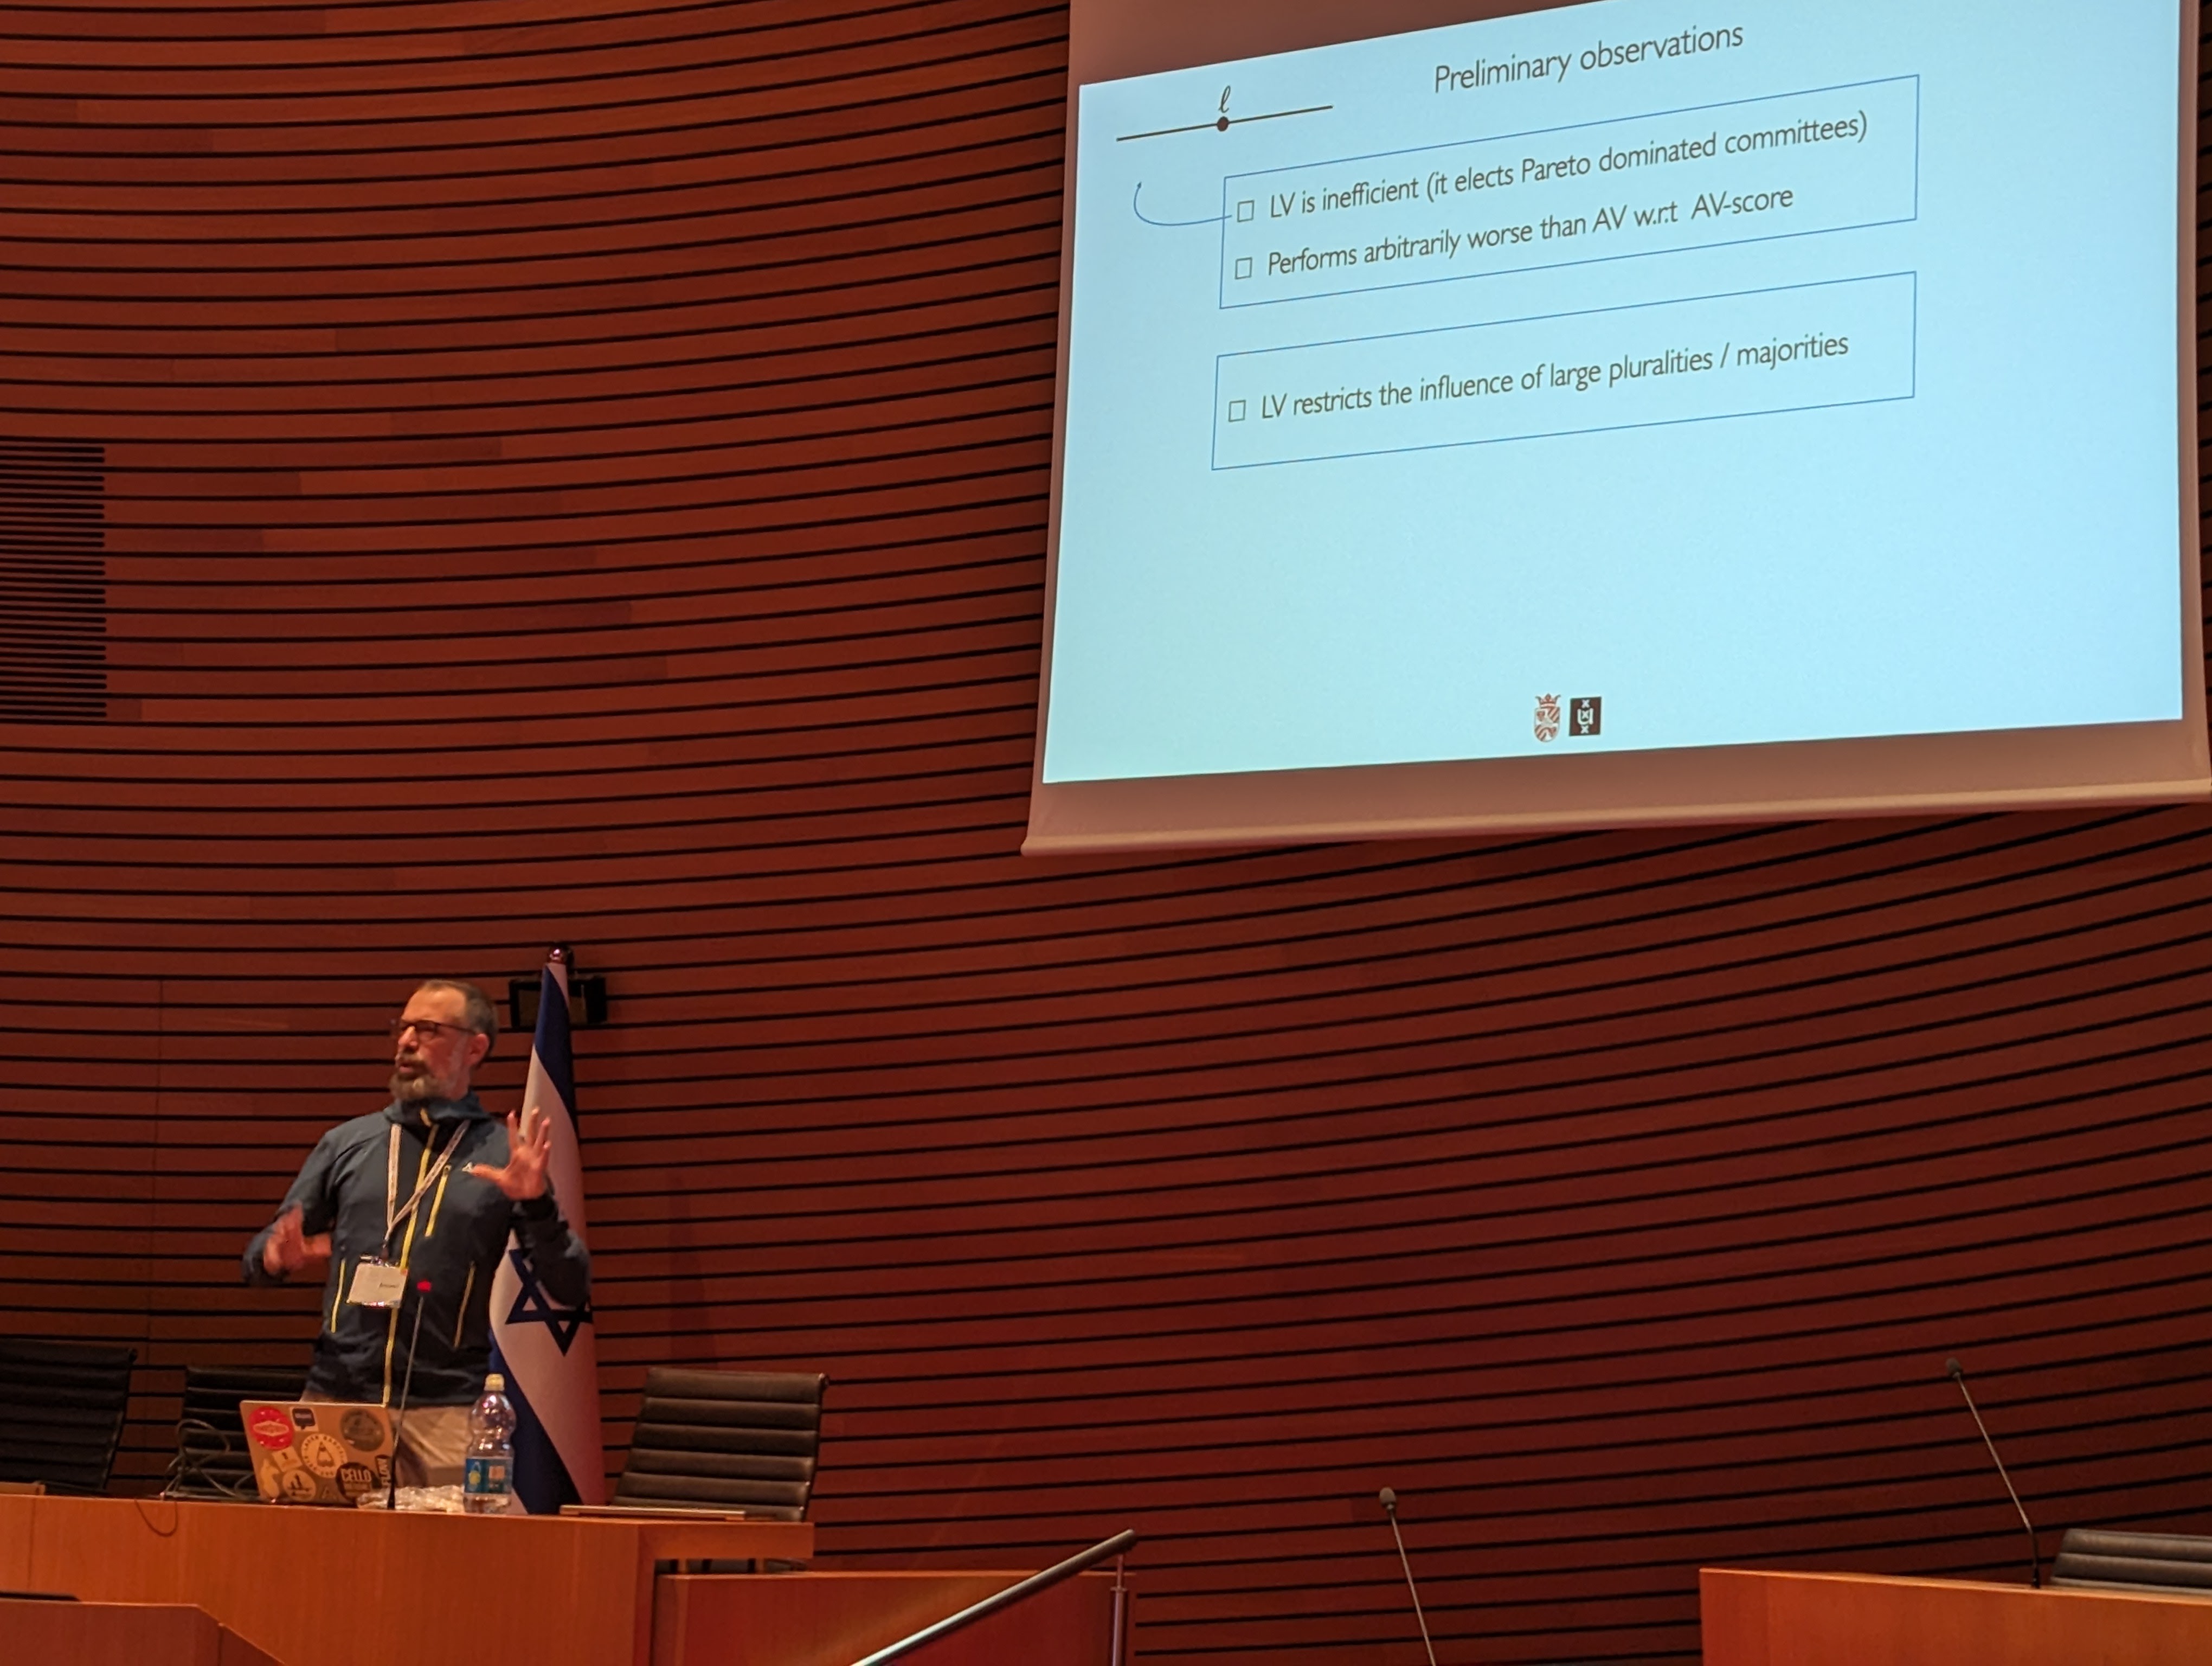 Preliminary observations
ℓ
☐ LV is inefficient (it elects Pareto dominated committees)
☐ Performs arbitrarily worse than AV w.r.t AV-score
☐ LV restricts the influence of large pluralities / majorities
CELLO
FLOW